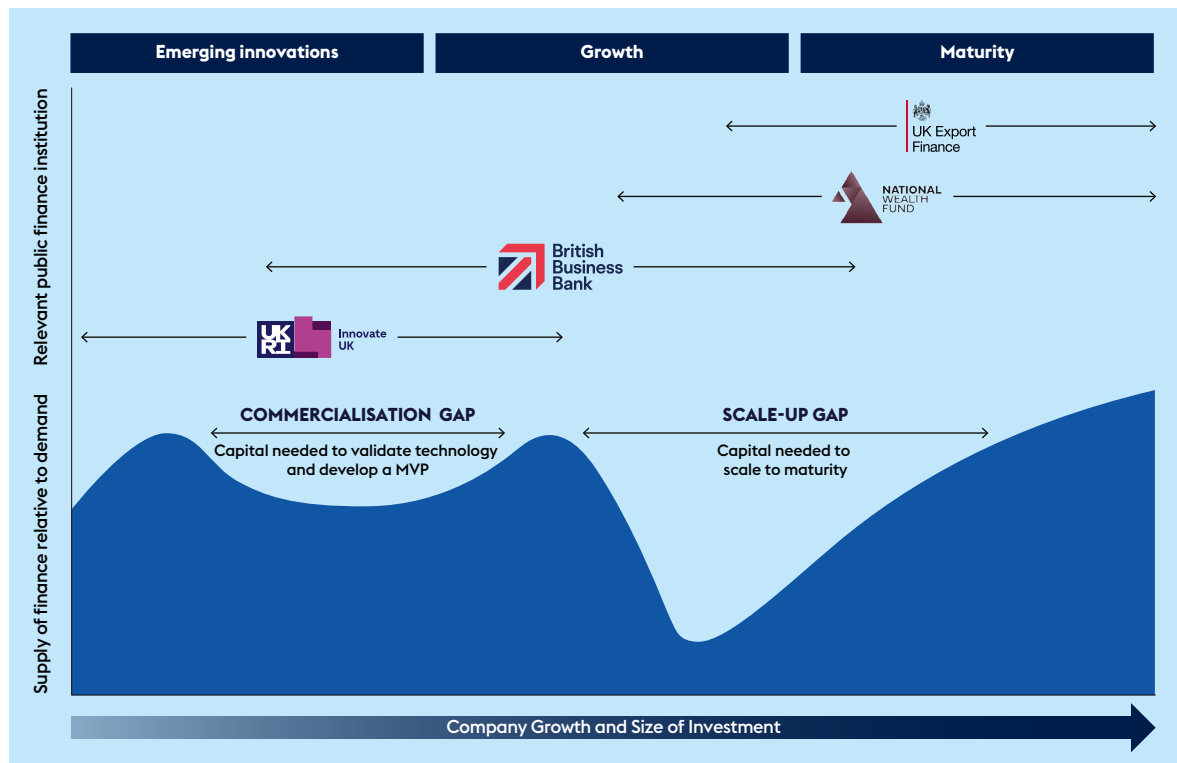 Emerging innovations
Growth
Maturity
Relevant public finance institution
UK Export
Finance
NATIONAL
WEALTH
FUND
British
Business
Bank
UK
RI
Innovate
UK
Supply of finance relative to demand
COMMERCIALISATION GAP
Capital needed to validate technology
and develop a MVP
SCALE-UP GAP
Capital needed to
scale to maturity
Company Growth and Size of Investment